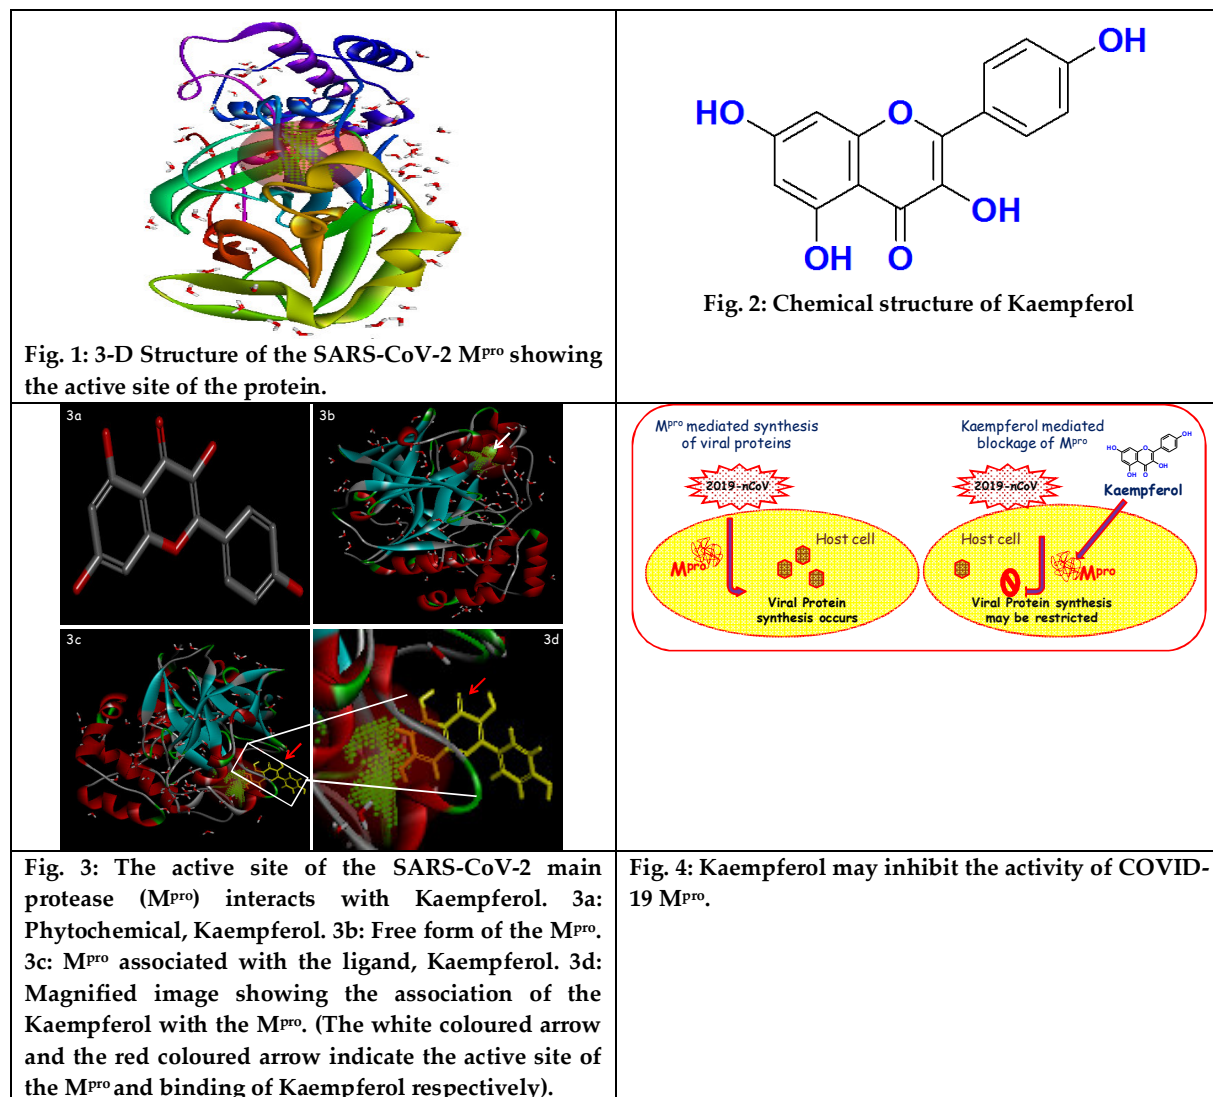 OH
HO
O
OH
OH
O
Fig. 2: Chemical structure of Kaempferol
Fig. 1: 3-D Structure of the SARS-CoV-2 Mpro showing
the active site of the protein.
3a
3b
3c
3d
Mpro mediated synthesis
of viral proteins
2019-nCoV
Host cell
Mpro
Viral Protein
synthesis occurs
Kaempferol mediated
blockage of Mpro
OH
HO
O
OH
OH
O
Kaempferol
2019-nCoV
Host cell
Mpro
Viral Protein synthesis
may be restricted
Fig. 3: The active site of the SARS-CoV-2 main
protease (Mpro) interacts with Kaempferol. 3a:
Phytochemical, Kaempferol. 3b: Free form of the Mpro.
3c: Mpro associated with the ligand, Kaempferol. 3d:
Magnified image showing the association of the
Kaempferol with the Mpro. (The white coloured arrow
and the red coloured arrow indicate the active site of
the Mpro and binding of Kaempferol respectively).
Fig. 4: Kaempferol may inhibit the activity of COVID-
19 Mpro.